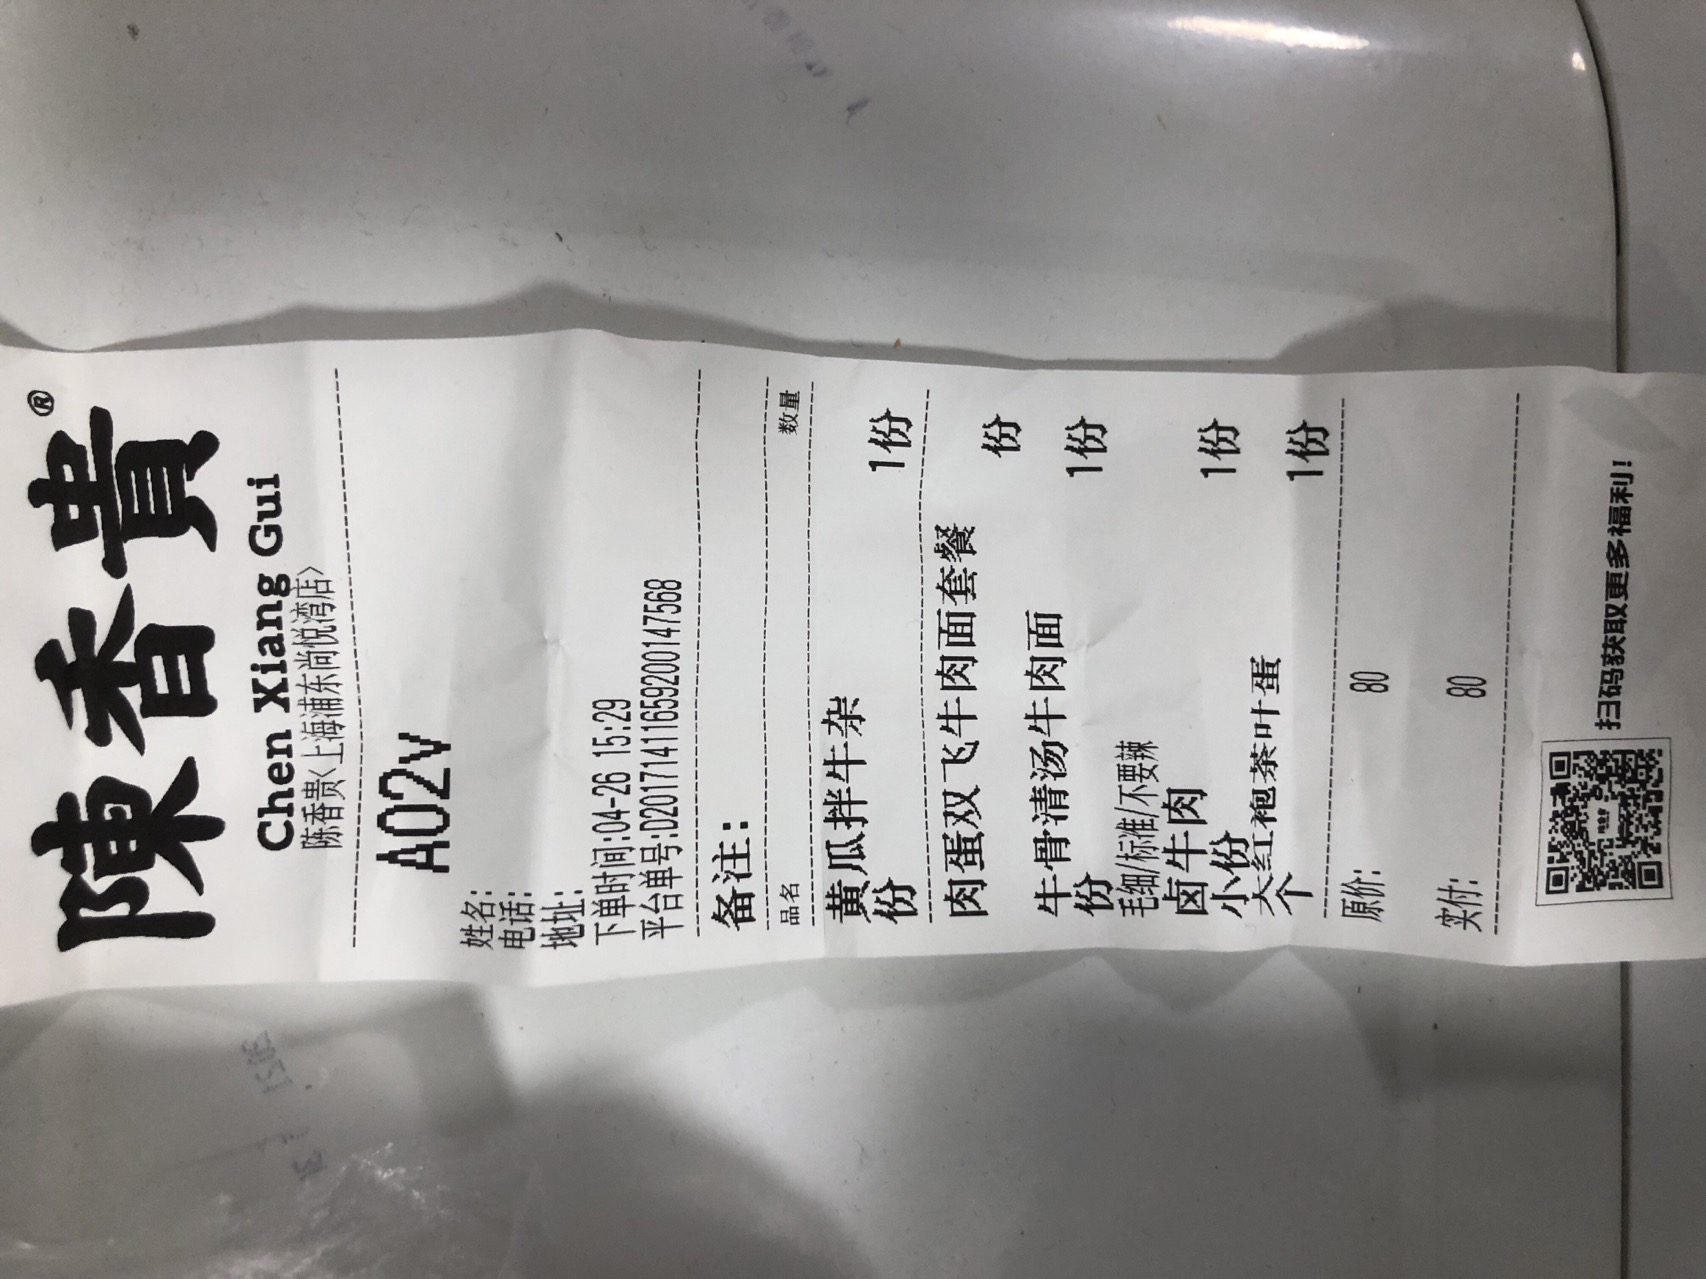 陳香貴®
Chen Xiang Gui
陈香贵<上海浦东尚悦湾店>
A02v
姓名:
电话:
地址:
下单时间:04-26 15:29
平台单号:D20171411659200147568
备注:
品名 数量
黄瓜拌牛杂
份 1份
肉蛋双飞牛肉面套餐
份
牛骨清汤牛肉面
份 1份
毛细/标准/不要辣
卤牛肉
小份 1份
大红袍茶叶蛋
个 1份
原价: 80
实付: 80
扫码获取更多福利!